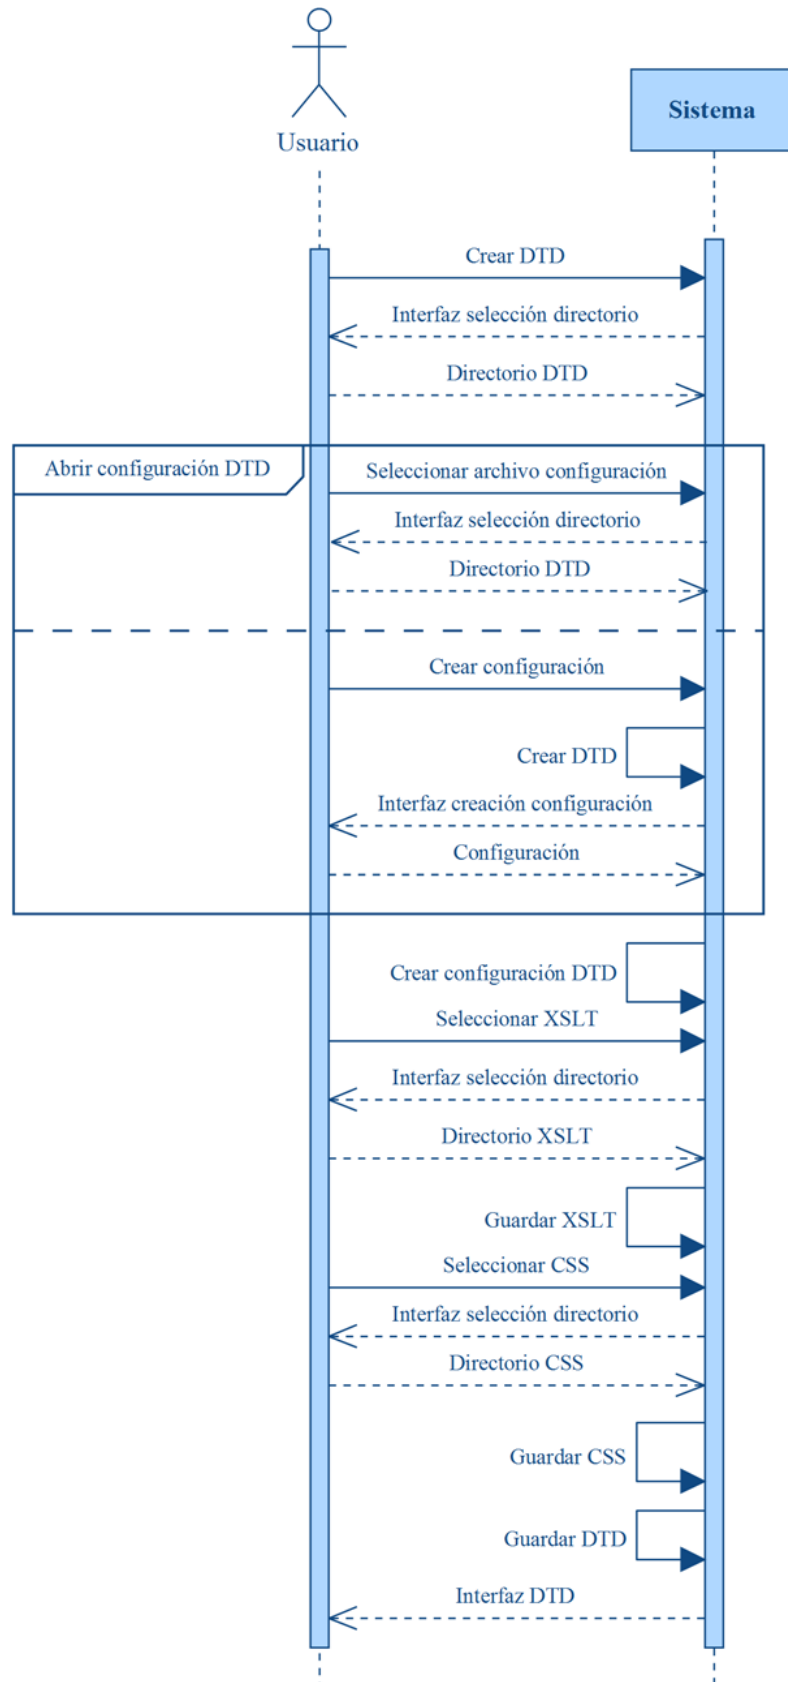 Usuario
Sistema
Crear DTD
Interfaz selección directorio
Directorio DTD
Abrir configuración DTD
Seleccionar archivo configuración
Interfaz selección directorio
Directorio DTD
Crear configuración
Crear DTD
Interfaz creación configuración
Configuración
Crear configuración DTD
Seleccionar XSLT
Interfaz selección directorio
Directorio XSLT
Guardar XSLT
Seleccionar CSS
Interfaz selección directorio
Directorio CSS
Guardar CSS
Guardar DTD
Interfaz DTD